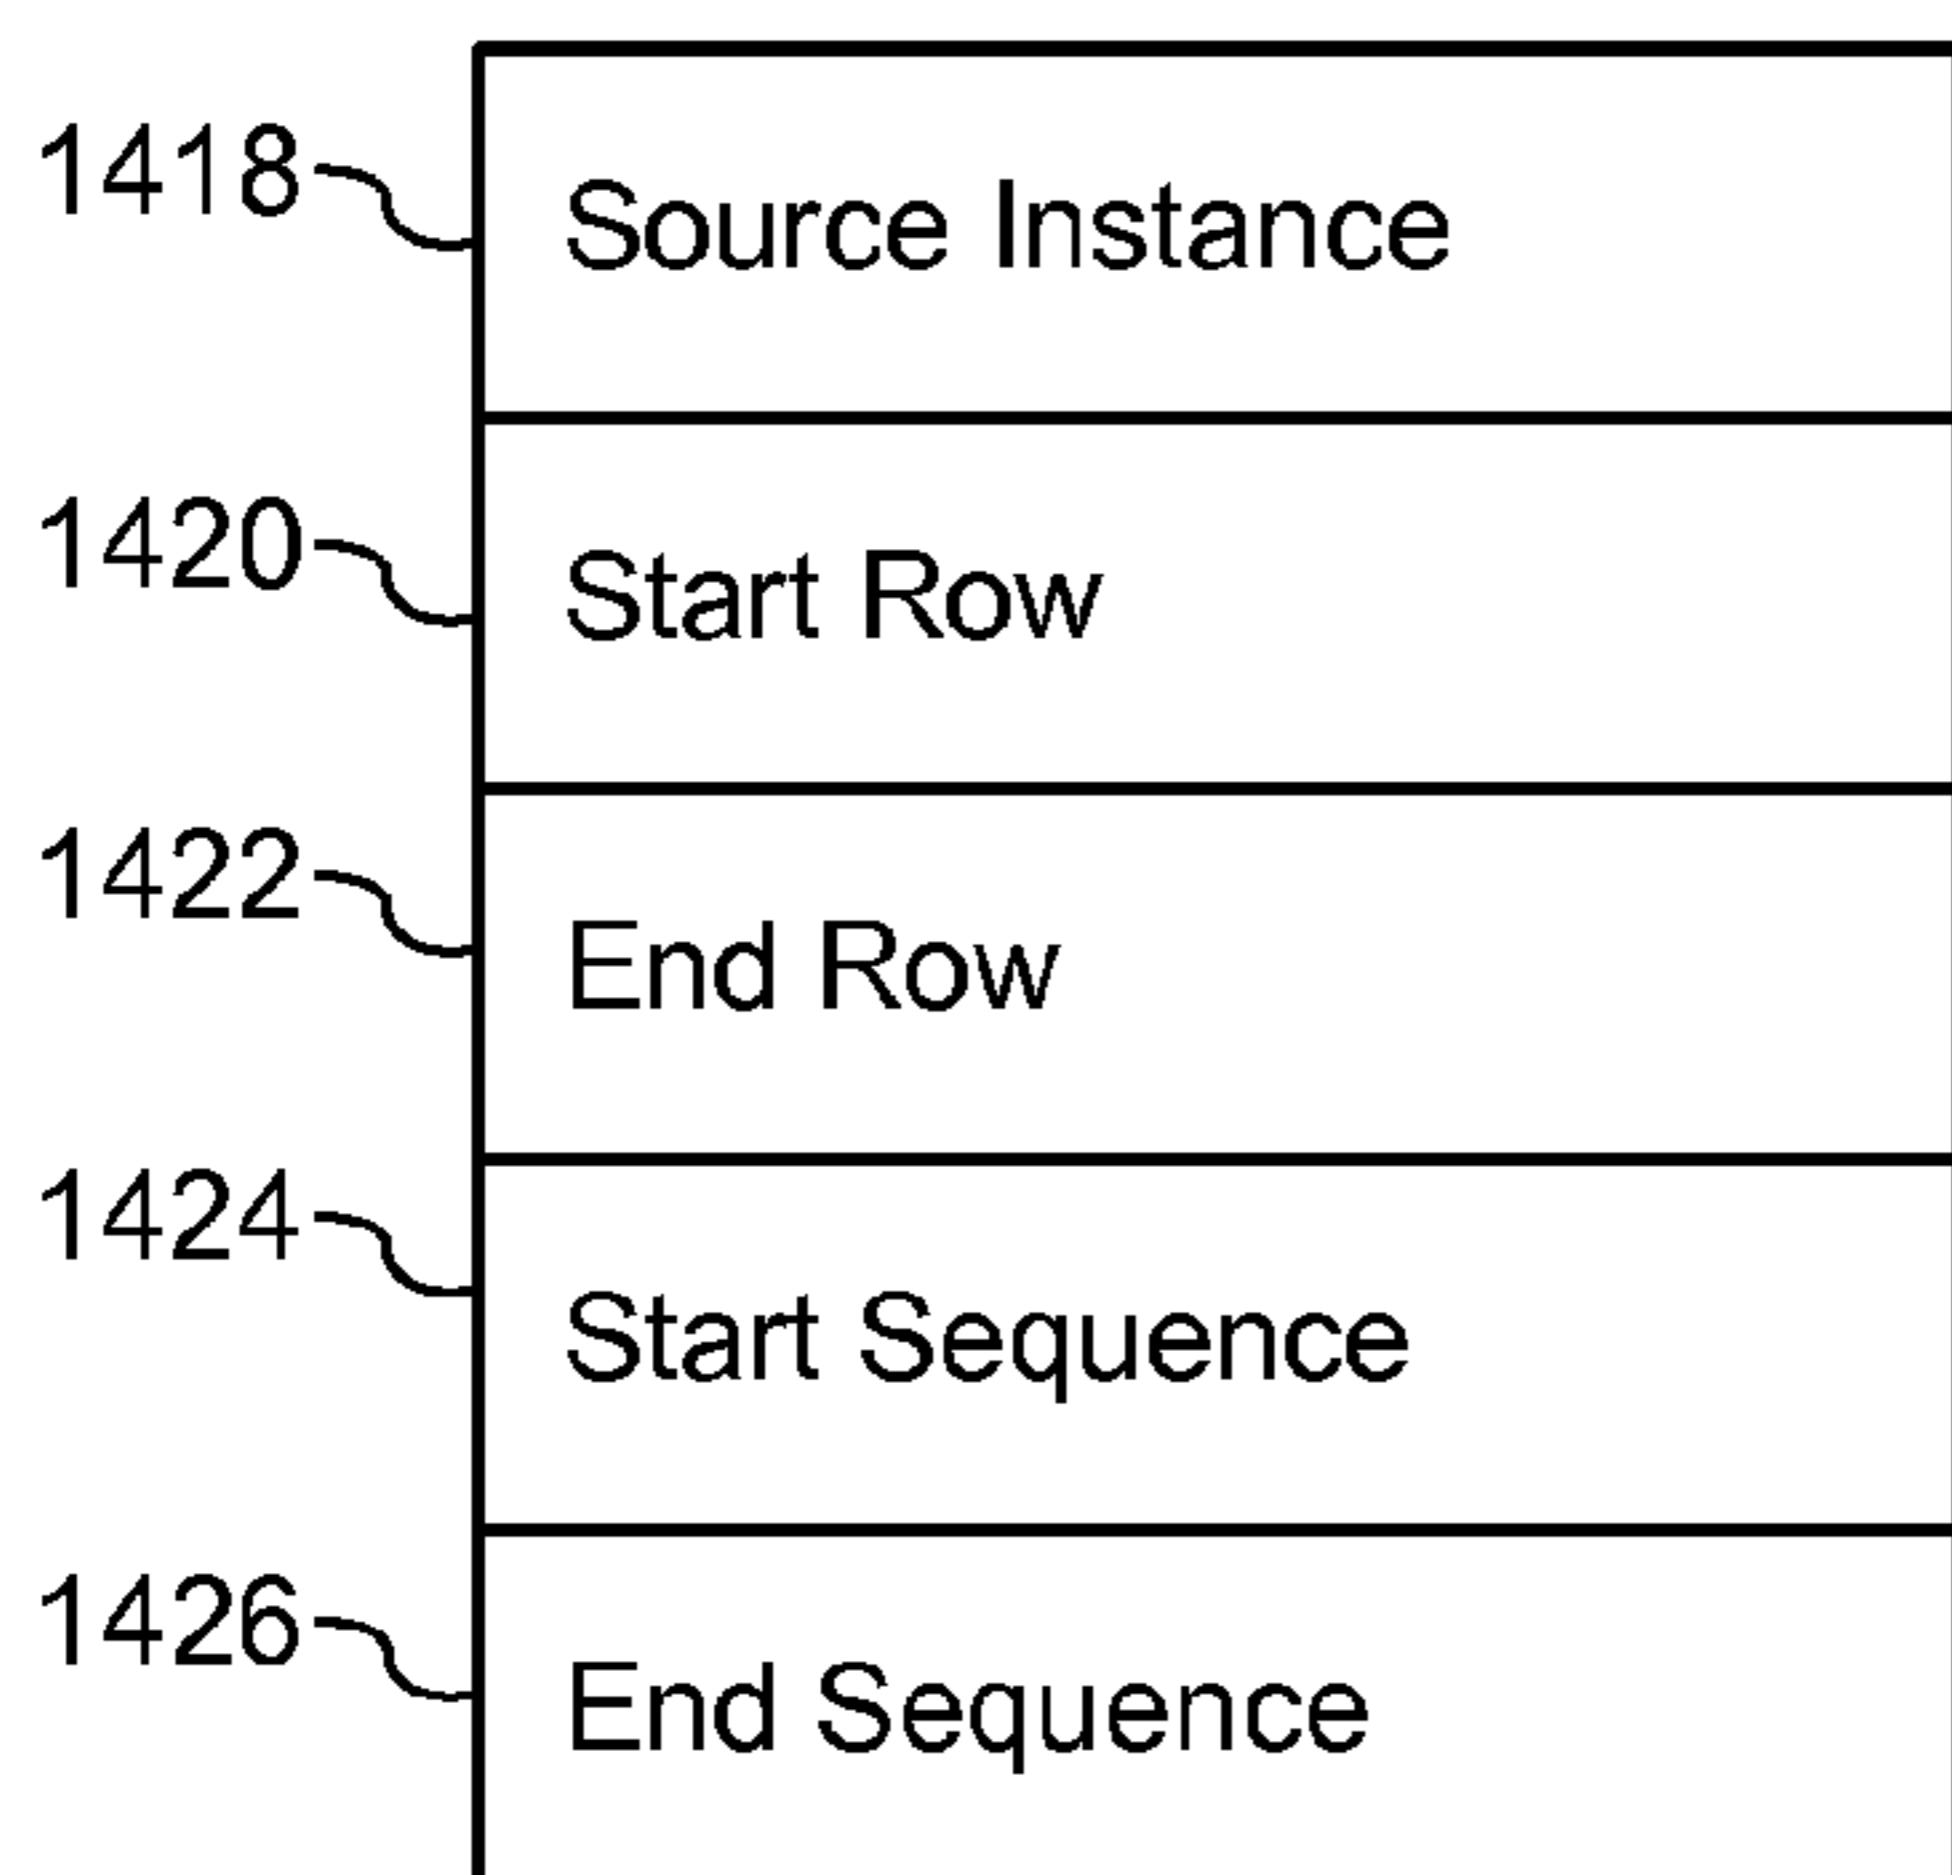 1418 Source Instance
1420 Start Row
1422 End Row
1424 Start Sequence
1426 End Sequence